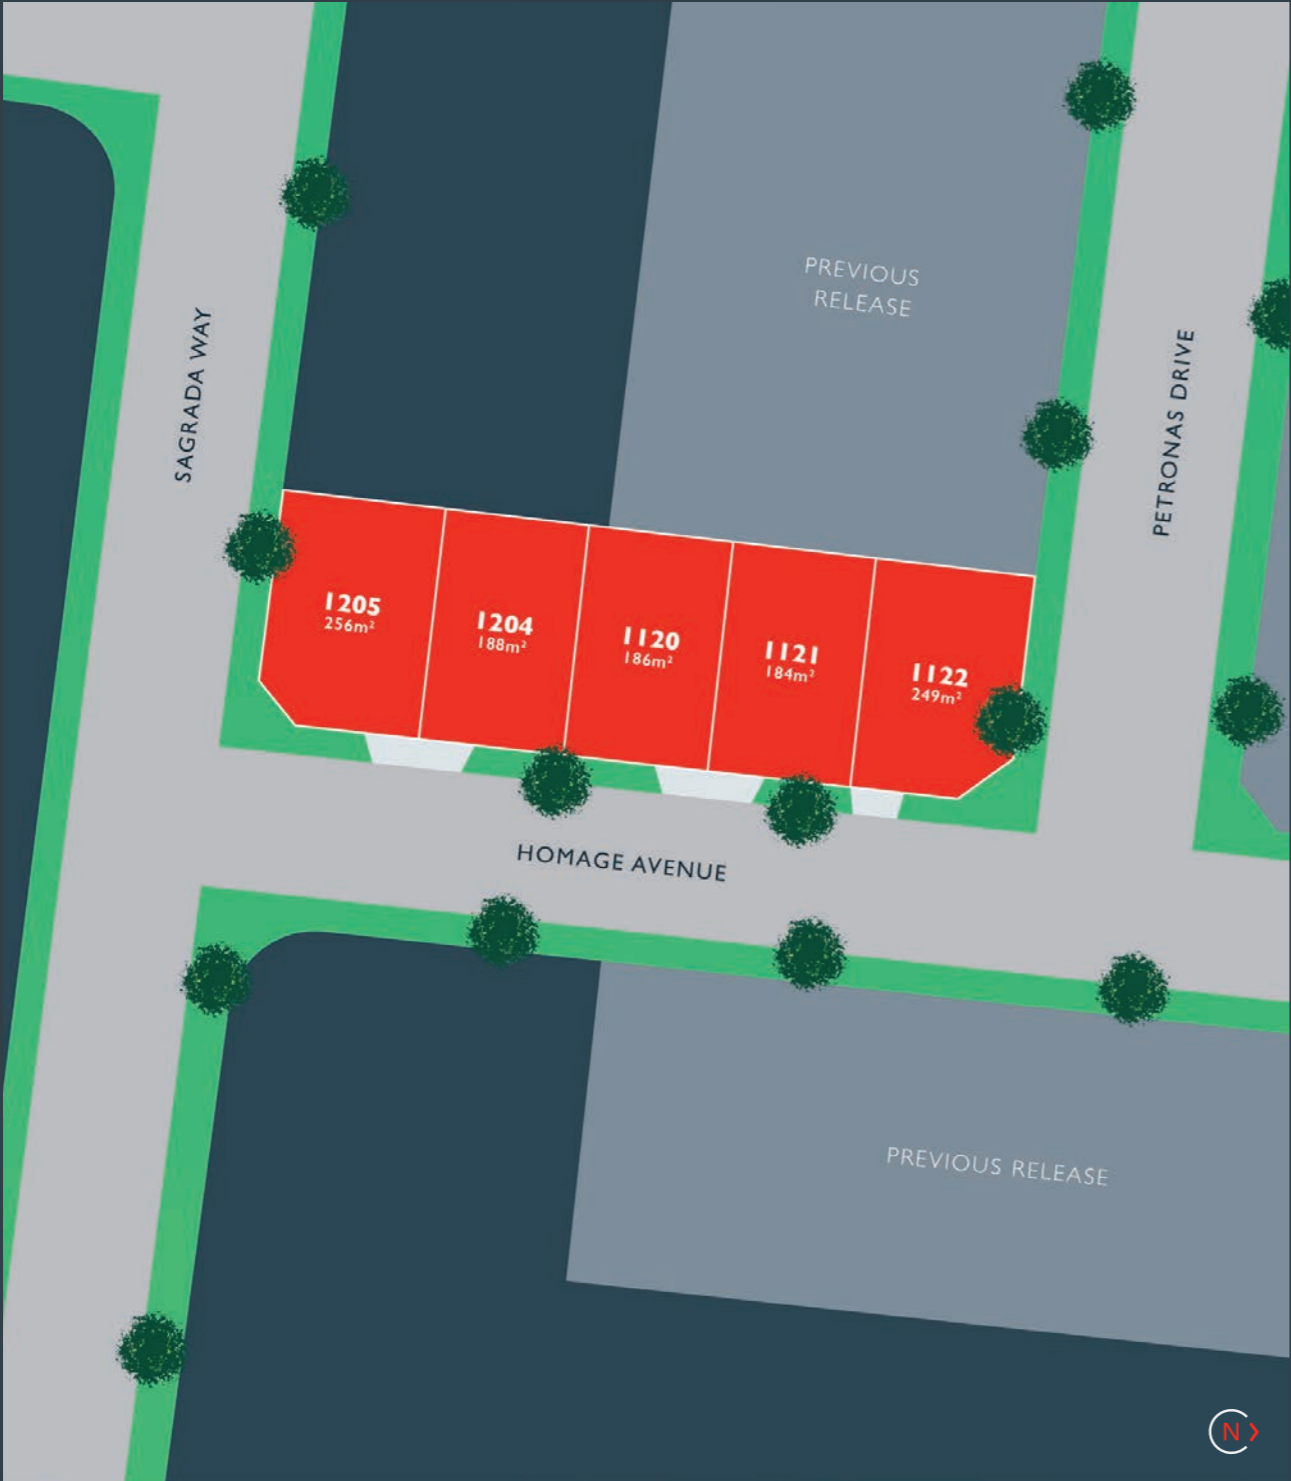 PREVIOUS
RELEASE
SAGRADA WAY
PETRONAS DRIVE
1205
256m²
1204
188m²
1120
186m²
1121
184m²
1122
249m²
HOMAGE AVENUE
PREVIOUS RELEASE
N